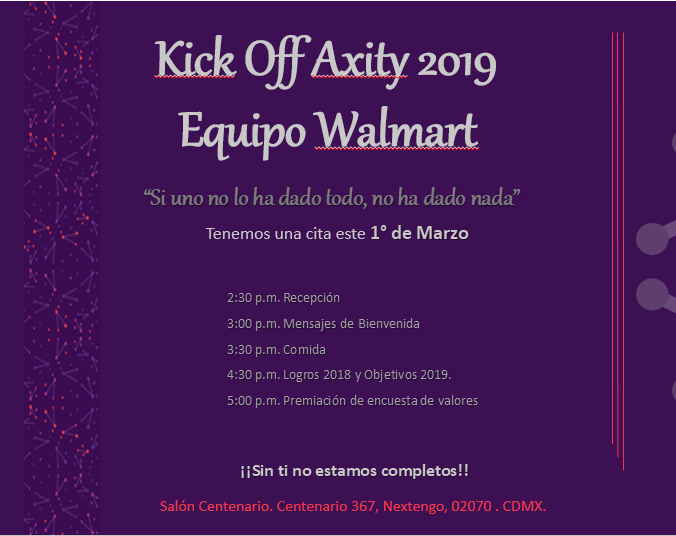 Kick Off Axity 2019
Equipo Walmart
“Si uno no lo ha dado todo, no ha dado nada”
Tenemos una cita este 1° de Marzo
2:30 p.m. Recepción
3:00 p.m. Mensajes de Bienvenida
3:30 p.m. Comida
4:30 p.m. Logros 2018 y Objetivos 2019.
5:00 p.m. Premiación de encuesta de valores
¡¡Sin ti no estamos completos!!
Salón Centenario. Centenario 367, Nextengo, 02070 . CDMX.